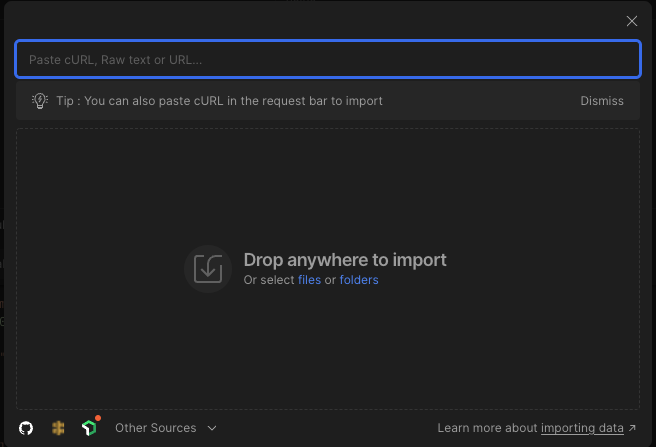 Paste cURL, Raw text or URL...
Tip : You can also paste cURL in the request bar to import
Dismiss
Drop anywhere to import
Or select files or folders
Other Sources
Learn more about importing data ↗